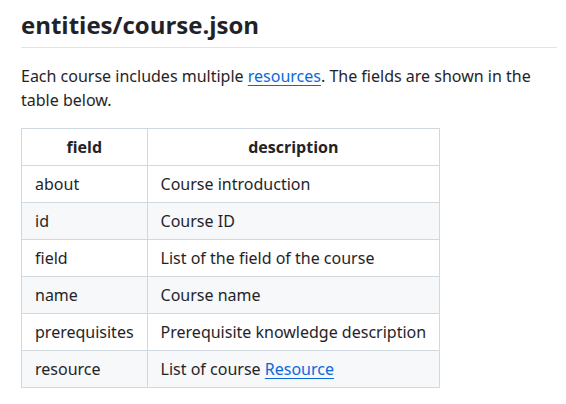 entities/course.json
Each course includes multiple resources. The fields are shown in the
table below.
field description
about Course introduction
id Course ID
field List of the field of the course
name Course name
prerequisites Prerequisite knowledge description
resource List of course Resource